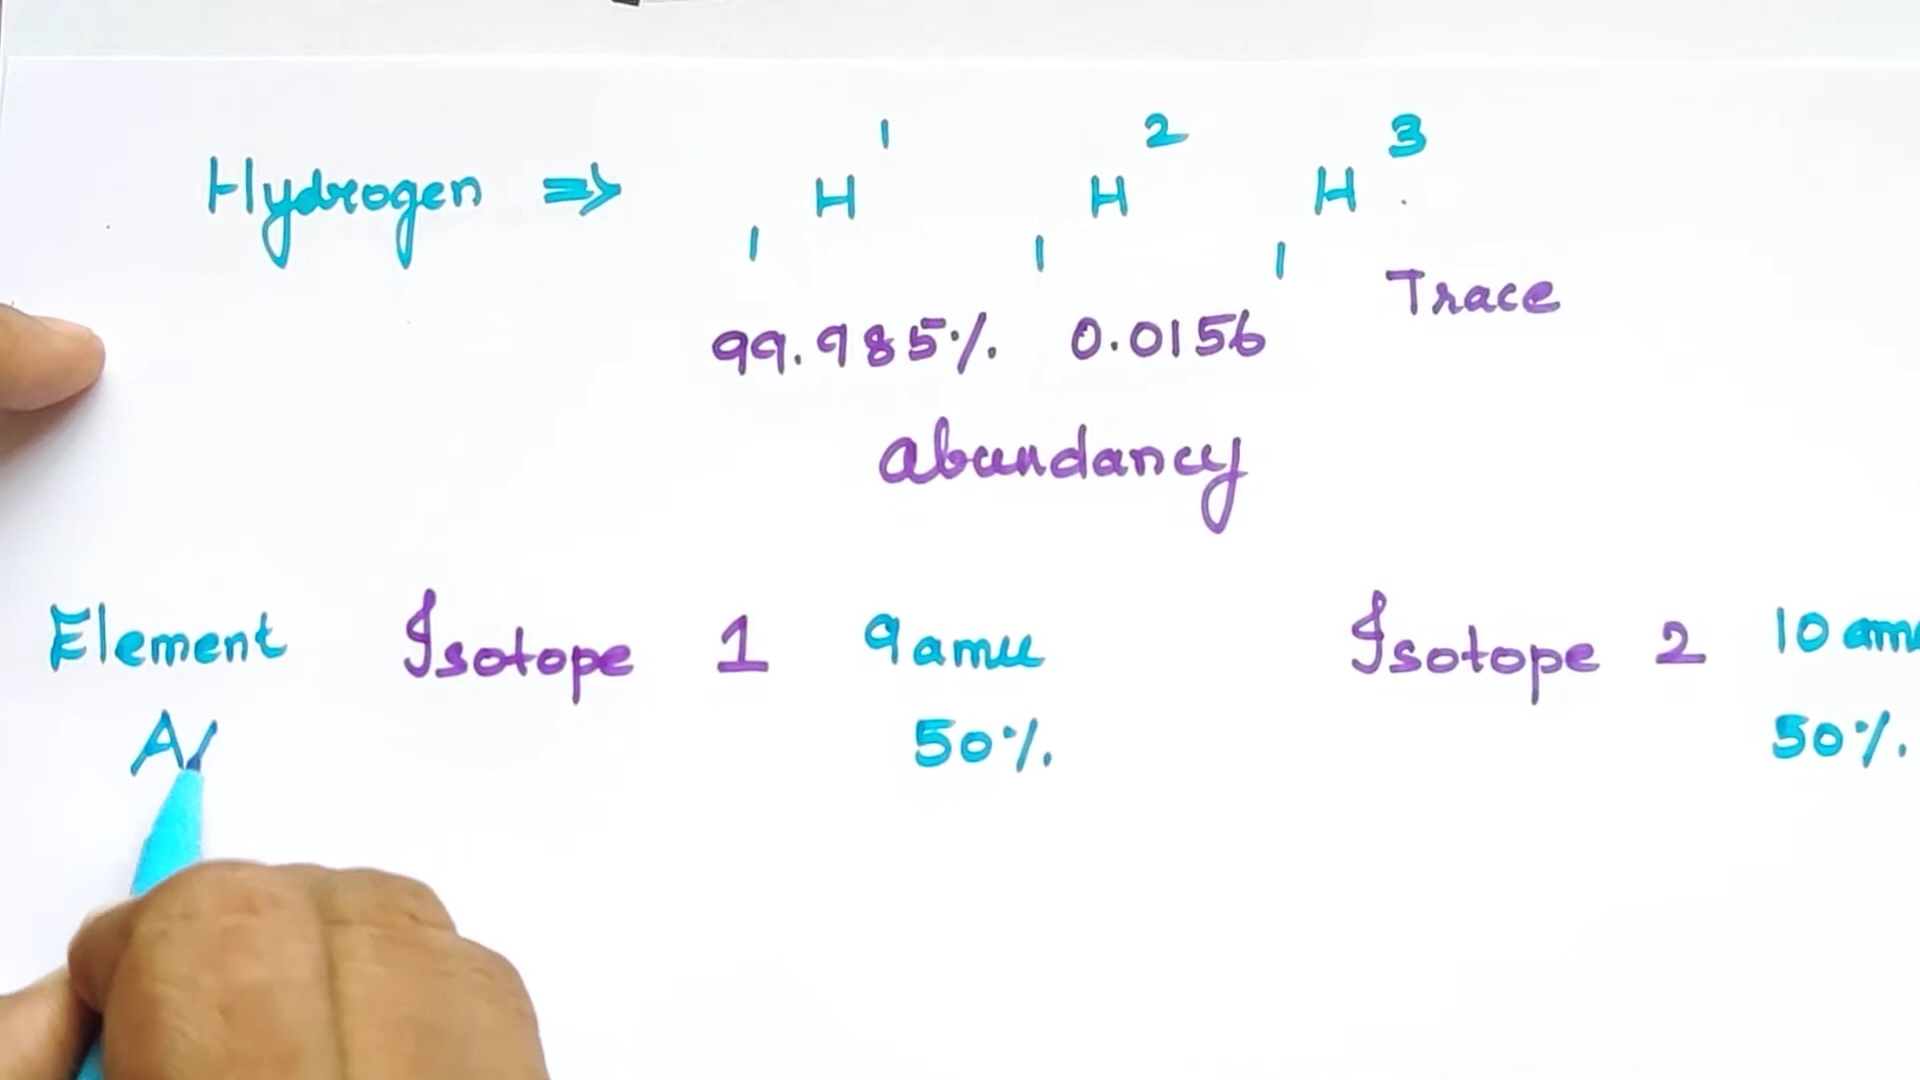 Hydrogen ⇒ ₁H¹ ₁H² ₁H³
99.985% 0.0156 Trace
abundancy
Element Isotope 1 9amu Isotope 2 10 am
50% 50%
A